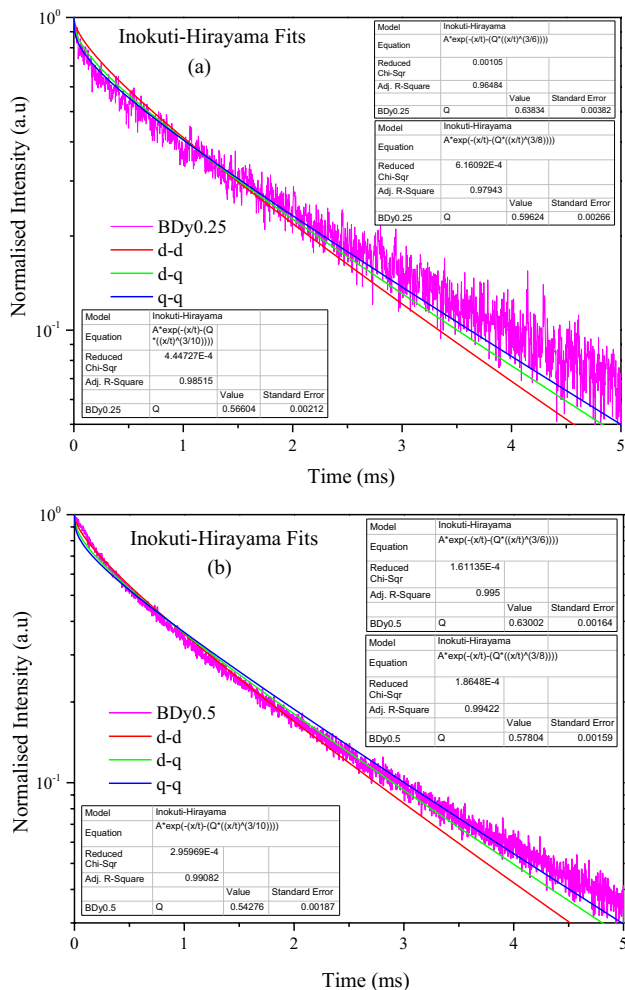 Inokuti-Hirayama Fits
(a)
Model Inokuti-Hirayama
Equation A*exp(-(x/t)-(Q*((x/t)^(3/6))))
Reduced Chi-Sqr 0.00105
Adj. R-Square 0.96484
Value Standard Error
BDy0.25 Q 0.63834 0.00382
Model Inokuti-Hirayama
Equation A*exp(-(x/t)-(Q*((x/t)^(3/8))))
Reduced Chi-Sqr 6.16092E-4
Adj. R-Square 0.97943
Value Standard Error
BDy0.25 Q 0.59624 0.00266
BDy0.25
d-d
d-q
q-q
Model Inokuti-Hirayama
Equation A*exp(-(x/t)-(Q
*((x/t)^(3/10))))
Reduced Chi-Sqr 4.44727E-4
Adj. R-Square 0.98515
Value Standard Error
BDy0.25 Q 0.56604 0.00212
Normalised Intensity (a.u)
10^0
10^-1
0 1 2 3 4 5
Time (ms)
Inokuti-Hirayama Fits
(b)
Model Inokuti-Hirayama
Equation A*exp(-(x/t)-(Q*((x/t)^(3/6))))
Reduced Chi-Sqr 1.61135E-4
Adj. R-Square 0.995
Value Standard Error
BDy0.5 Q 0.63002 0.00164
Model Inokuti-Hirayama
Equation A*exp(-(x/t)-(Q*((x/t)^(3/8))))
Reduced Chi-Sqr 1.8648E-4
Adj. R-Square 0.99422
Value Standard Error
BDy0.5 Q 0.57804 0.00159
BDy0.5
d-d
d-q
q-q
Model Inokuti-Hirayama
Equation A*exp(-(x/t)-(Q*((x/t)^(3/10))))
Reduced Chi-Sqr 2.95969E-4
Adj. R-Square 0.99082
Value Standard Error
BDy0.5 Q 0.54276 0.00187
Normalised Intensity (a.u)
10^0
10^-1
0 1 2 3 4 5
Time (ms)